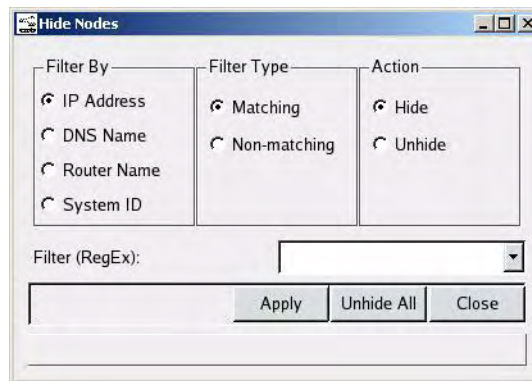 Hide Nodes
Filter By
IP Address
DNS Name
Router Name
System ID
Filter Type
Matching
Non-matching
Action
Hide
Unhide
Filter (RegEx):
Apply
Unhide All
Close